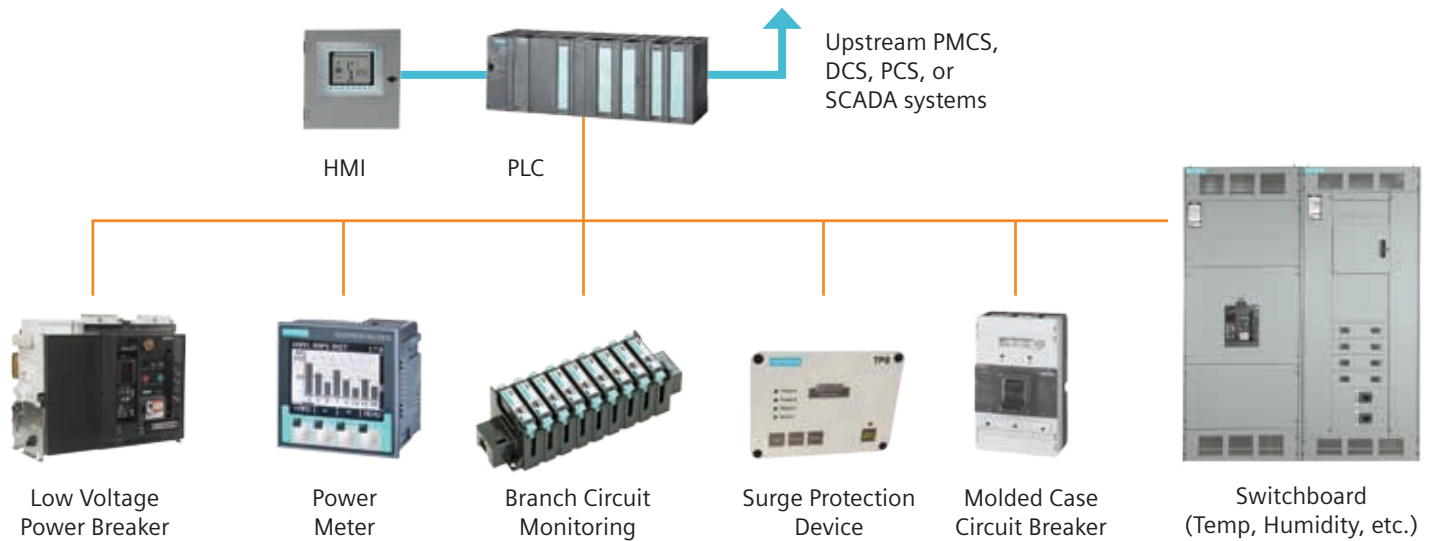 Upstream PMCS,
DCS, PCS, or
SCADA systems
HMI
PLC
TPS
Low Voltage
Power Breaker
Power
Meter
Branch Circuit
Monitoring
Surge Protection
Device
Molded Case
Circuit Breaker
Switchboard
(Temp, Humidity, etc.)